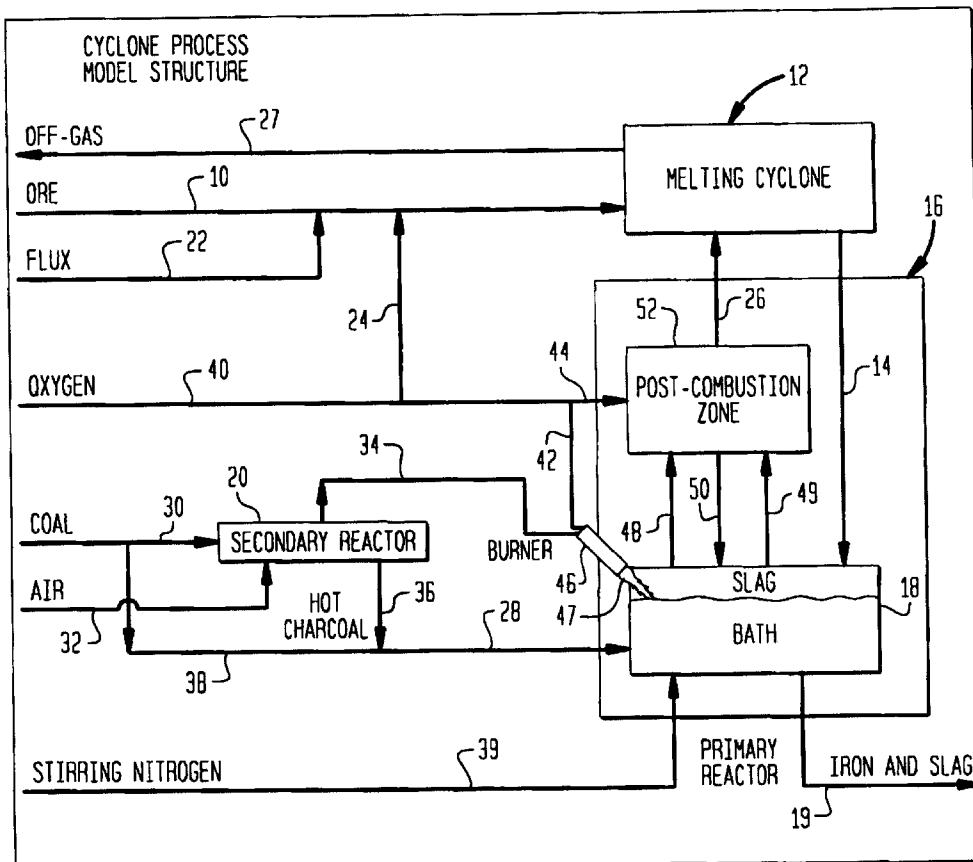 CYCLONE PROCESS
MODEL STRUCTURE
12
OFF-GAS
27
MELTING CYCLONE
ORE
10
16
FLUX
22
24
26
52
14
OXYGEN
40
44
POST-COMBUSTION
ZONE
42
34
20
COAL
30
SECONDARY REACTOR
BURNER
48
50
49
46
SLAG
18
AIR
32
HOT
CHARCOAL
36
28
47
BATH
38
STIRRING NITROGEN
39
PRIMARY
REACTOR
IRON AND SLAG
19